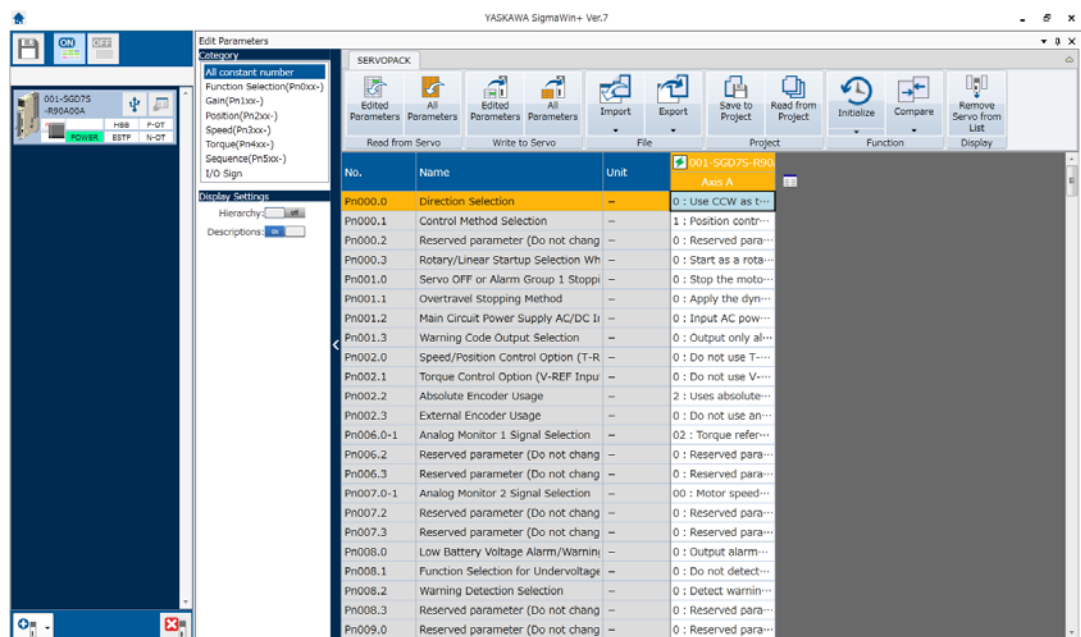 YASKAWA SigmaWin+ Ver.7
ON
OFF
001-SGD7S
-R90A00A
HBB P-OT
POWER ESTP N-OT
Edit Parameters
Category
All constant number
Function Selection(Pn0xx-)
Gain(Pn1xx-)
Position(Pn2xx-)
Speed(Pn3xx-)
Torque(Pn4xx-)
Sequence(Pn5xx-)
I/O Sign
Display Settings
Hierarchy: off
Descriptions: on
SERVOPACK
Edited Parameters
All Parameters
Read from Servo
Edited Parameters
All Parameters
Write to Servo
Import
Export
File
Save to Project
Read from Project
Project
Initialize
Compare
Function
Remove Servo from List
Display
No. Name Unit 001-SGD7S-R90
Axis A
Pn000.0 Direction Selection – 0 : Use CCW as t···
Pn000.1 Control Method Selection – 1 : Position contr···
Pn000.2 Reserved parameter (Do not chang – 0 : Reserved para···
Pn000.3 Rotary/Linear Startup Selection Wh – 0 : Start as a rota···
Pn001.0 Servo OFF or Alarm Group 1 Stoppi – 0 : Stop the moto···
Pn001.1 Overtravel Stopping Method – 0 : Apply the dyn···
Pn001.2 Main Circuit Power Supply AC/DC I – 0 : Input AC pow···
Pn001.3 Warning Code Output Selection – 0 : Output only al···
Pn002.0 Speed/Position Control Option (T-R – 0 : Do not use T-···
Pn002.1 Torque Control Option (V-REF Inpu – 0 : Do not use V-···
Pn002.2 Absolute Encoder Usage – 2 : Uses absolute···
Pn002.3 External Encoder Usage – 0 : Do not use an···
Pn006.0-1 Analog Monitor 1 Signal Selection – 02 : Torque refer···
Pn006.2 Reserved parameter (Do not chang – 0 : Reserved para···
Pn006.3 Reserved parameter (Do not chang – 0 : Reserved para···
Pn007.0-1 Analog Monitor 2 Signal Selection – 00 : Motor speed···
Pn007.2 Reserved parameter (Do not chang – 0 : Reserved para···
Pn007.3 Reserved parameter (Do not chang – 0 : Reserved para···
Pn008.0 Low Battery Voltage Alarm/Warnin – 0 : Output alarm···
Pn008.1 Function Selection for Undervoltage – 0 : Do not detect···
Pn008.2 Warning Detection Selection – 0 : Detect warnin···
Pn008.3 Reserved parameter (Do not chang – 0 : Reserved para···
Pn009.0 Reserved parameter (Do not chang – 0 : Reserved para···